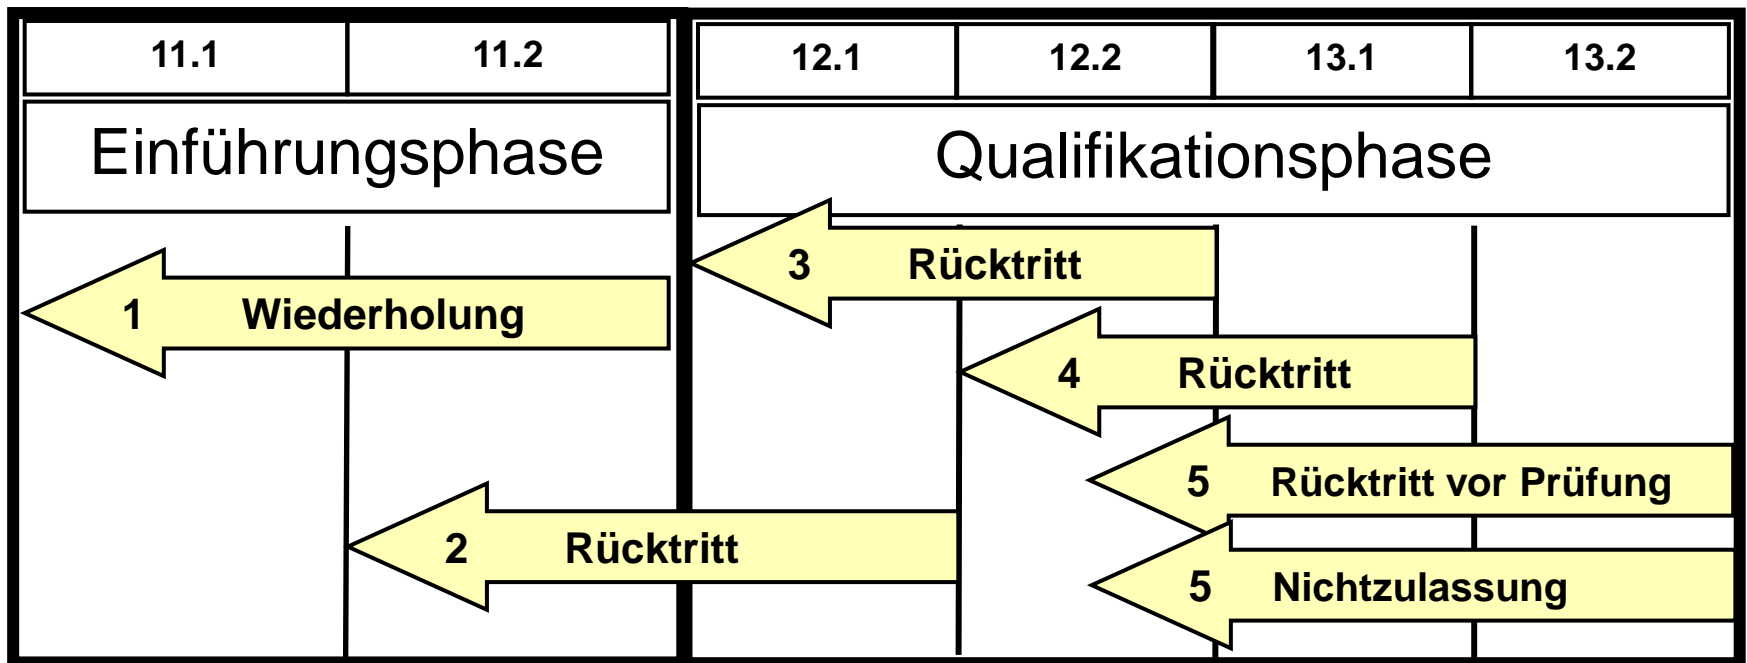 11.1 11.2 12.1 12.2 13.1 13.2
Einführungsphase Qualifikationsphase
3 Rücktritt
1 Wiederholung
4 Rücktritt
5 Rücktritt vor Prüfung
2 Rücktritt
5 Nichtzulassung